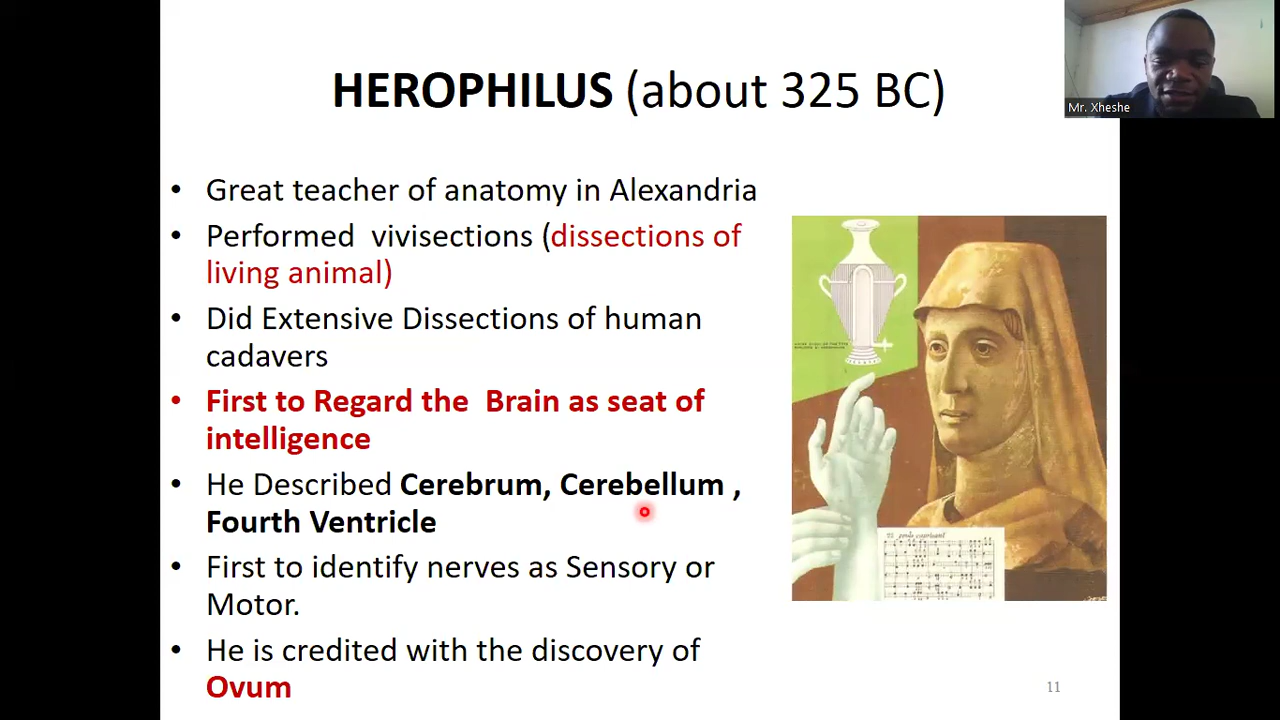 HEROPHILUS (about 325 BC)
Mr. Xheshe
• Great teacher of anatomy in Alexandria
• Performed vivisections (dissections of
living animal)
• Did Extensive Dissections of human
cadavers
• First to Regard the Brain as seat of
intelligence
• He Described Cerebrum, Cerebellum ,
Fourth Ventricle
• First to identify nerves as Sensory or
Motor.
• He is credited with the discovery of
Ovum
11